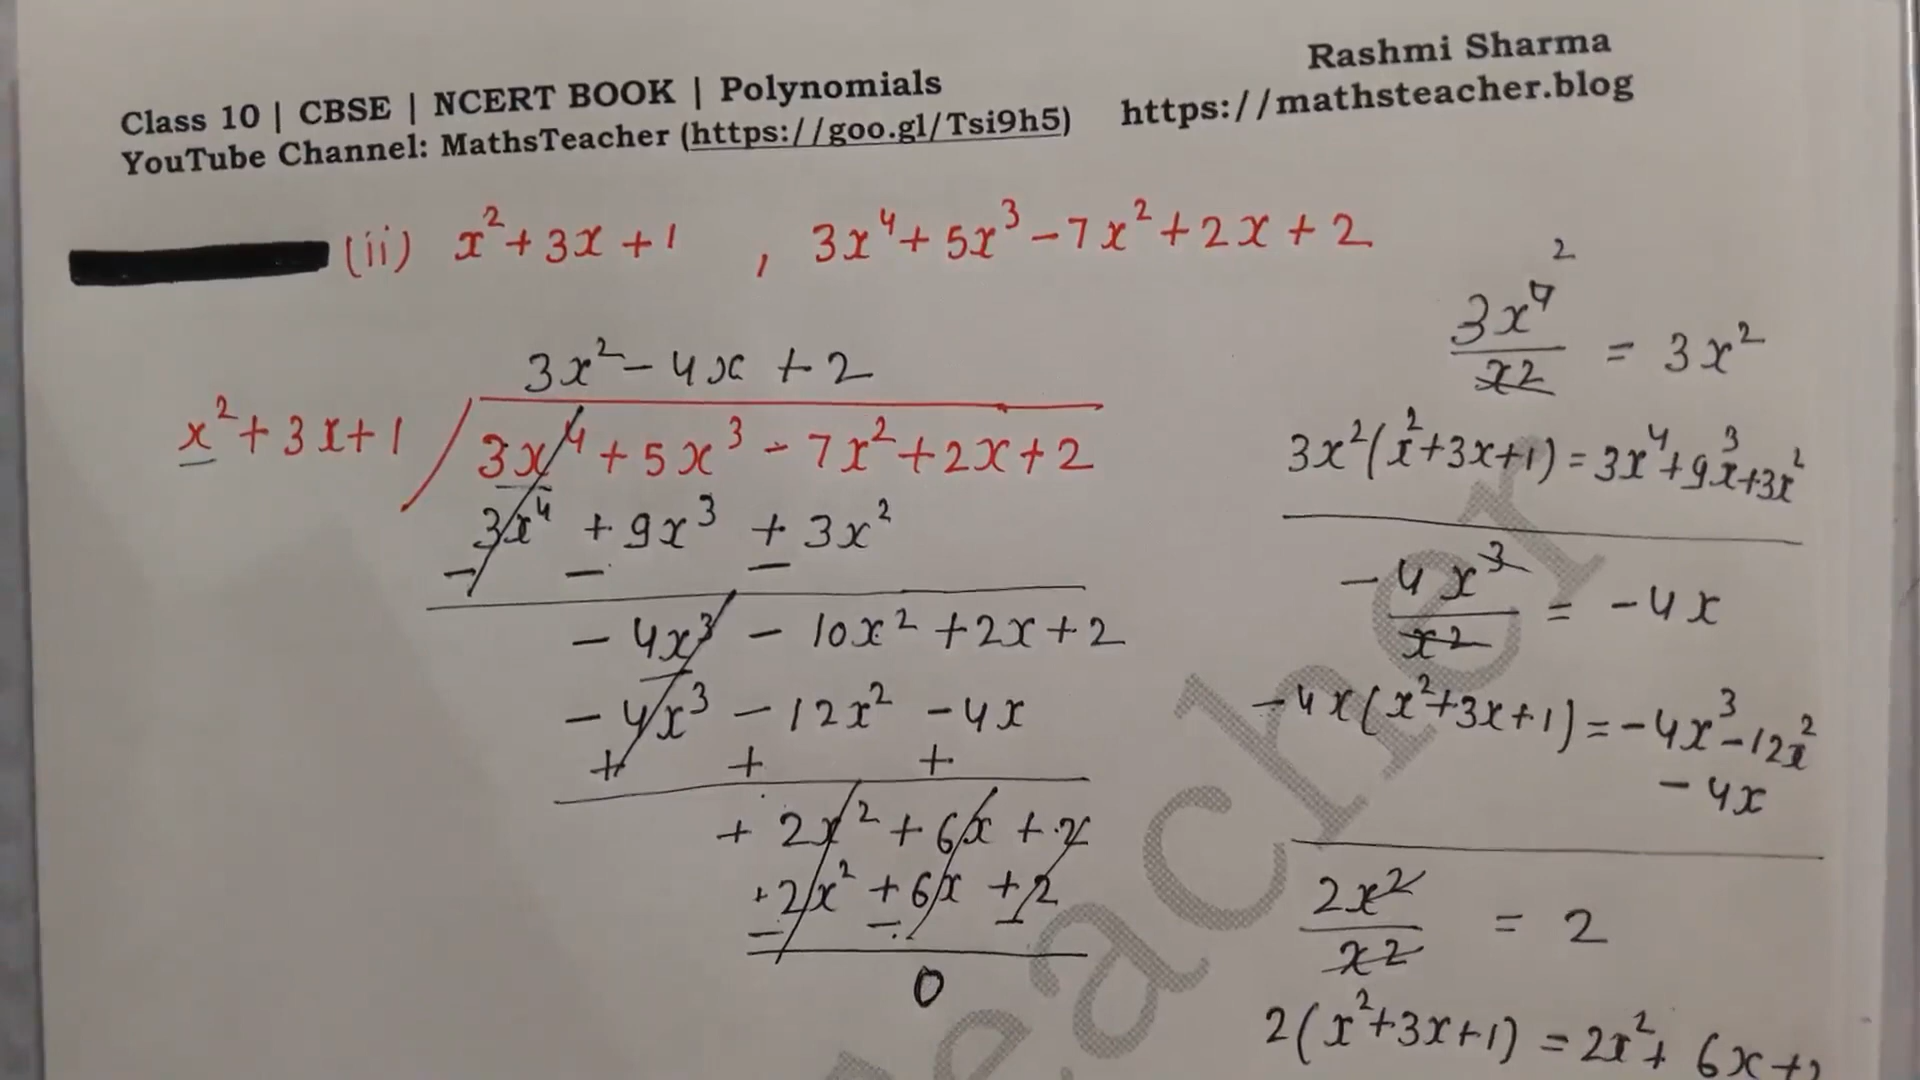 Class 10 | CBSE | NCERT BOOK | Polynomials
YouTube Channel: MathsTeacher (https://goo.gl/Tsi9h5)
Rashmi Sharma
https://mathsteacher.blog
(ii) x² + 3x + 1 , 3x⁴ + 5x³ - 7x² + 2x + 2
3x² - 4x + 2
x² + 3x + 1 ) 3x⁴ + 5x³ - 7x² + 2x + 2
3x⁴ + 9x³ + 3x²
- - -
- 4x³ - 10x² + 2x + 2
- 4x³ - 12x² - 4x
+ + +
+ 2x² + 6x + 2
+ 2x² + 6x + 2
- - -
0
3x⁴ 2
/ x2 = 3x²
3x²(x² + 3x + 1) = 3x⁴ + 9x³ + 3x²
- 4x³
/ x2 = - 4x
- 4x(x² + 3x + 1) = - 4x³ - 12x²
- 4x
2x²
/ x2 = 2
2(x² + 3x + 1) = 2x² + 6x + 2
eacher